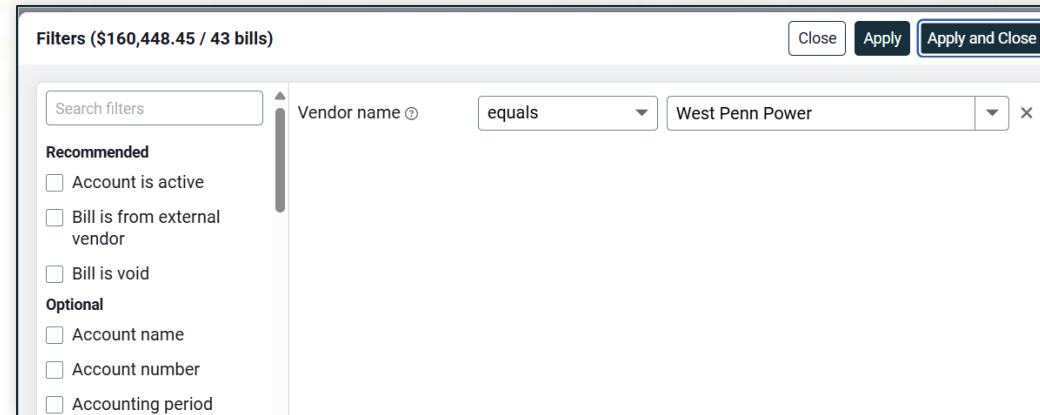 Filters ($160,448.45 / 43 bills)
Close
Apply
Apply and Close
Search filters
Recommended
Account is active
Bill is from external
vendor
Bill is void
Optional
Account name
Account number
Accounting period
Vendor name
equals
West Penn Power